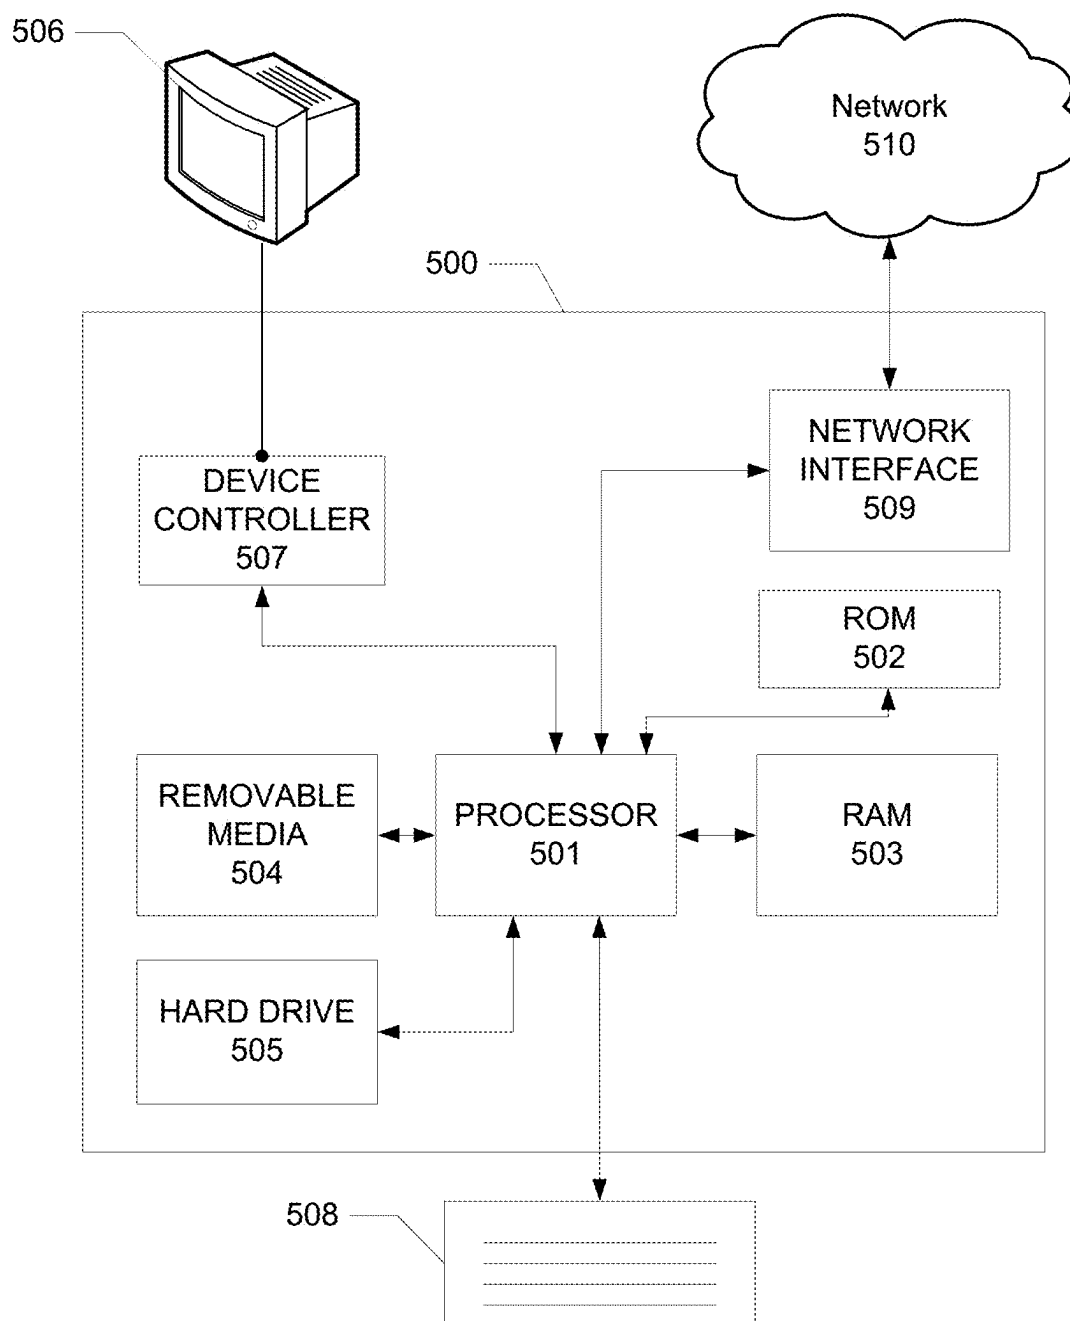 506
Network
510
500
NETWORK
INTERFACE
509
DEVICE
CONTROLLER
507
ROM
502
REMOVABLE
MEDIA
504
PROCESSOR
501
RAM
503
HARD DRIVE
505
508